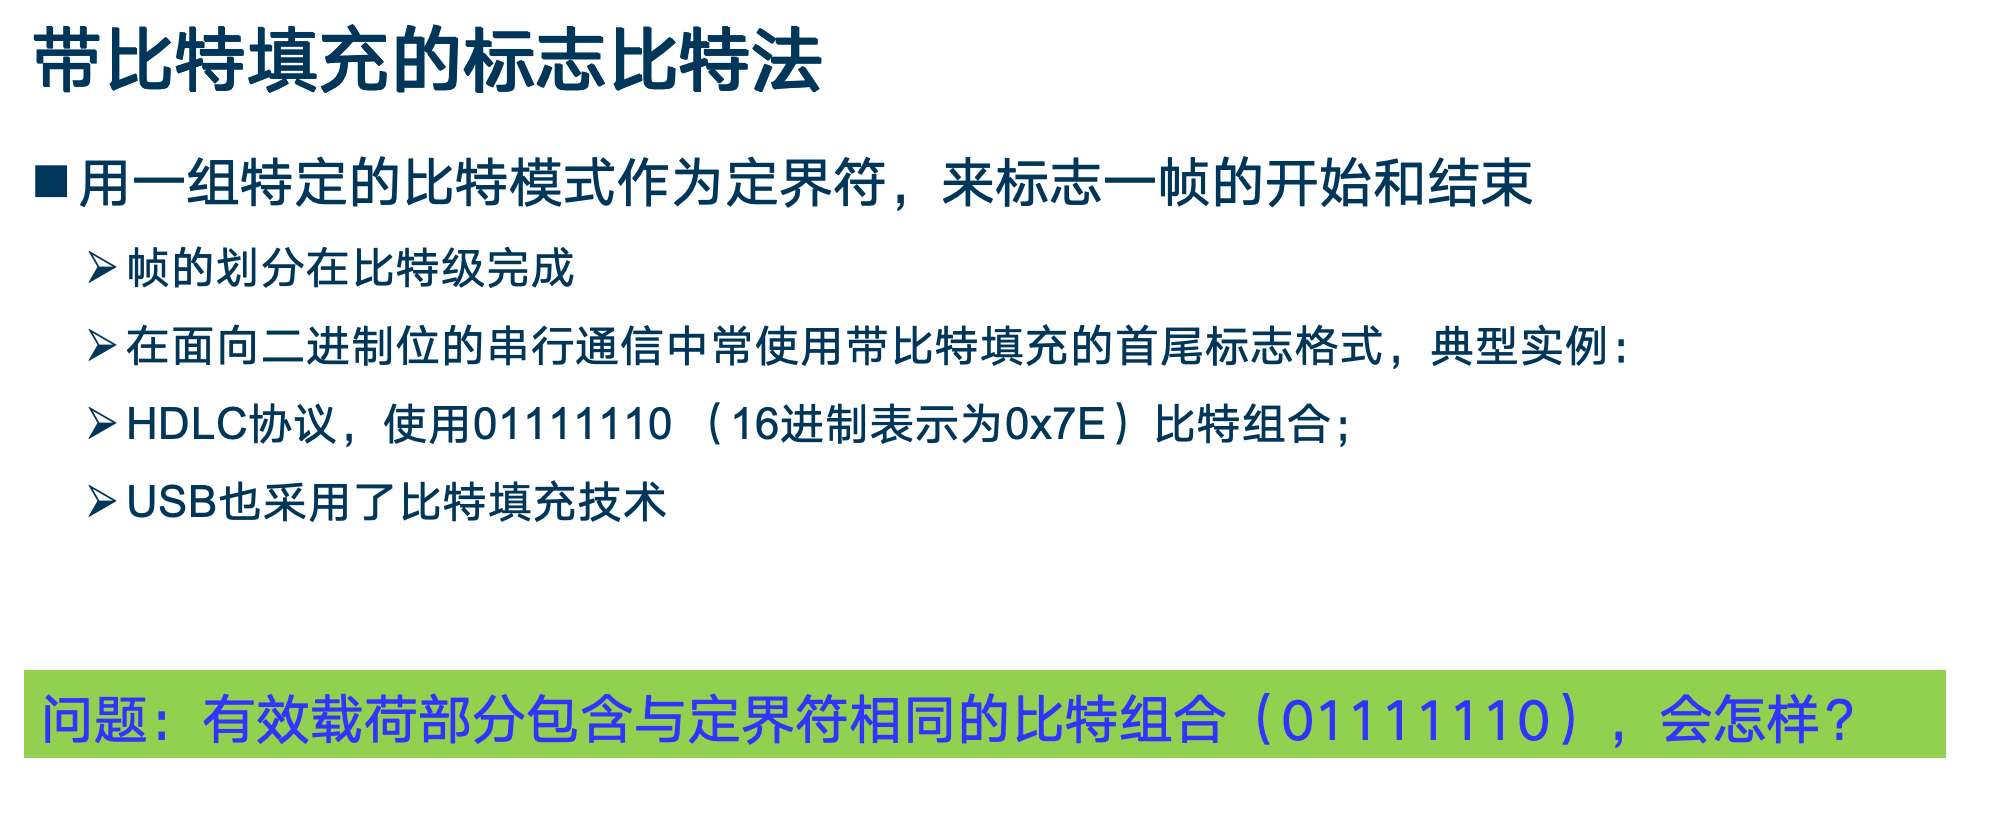 带比特填充的标志比特法
■用一组特定的比特模式作为定界符，来标志一帧的开始和结束
➢帧的划分在比特级完成
➢在面向二进制位的串行通信中常使用带比特填充的首尾标志格式，典型实例：
➢HDLC协议，使用01111110（16进制表示为0x7E）比特组合；
➢USB也采用了比特填充技术
问题：有效载荷部分包含与定界符相同的比特组合（01111110），会怎样？